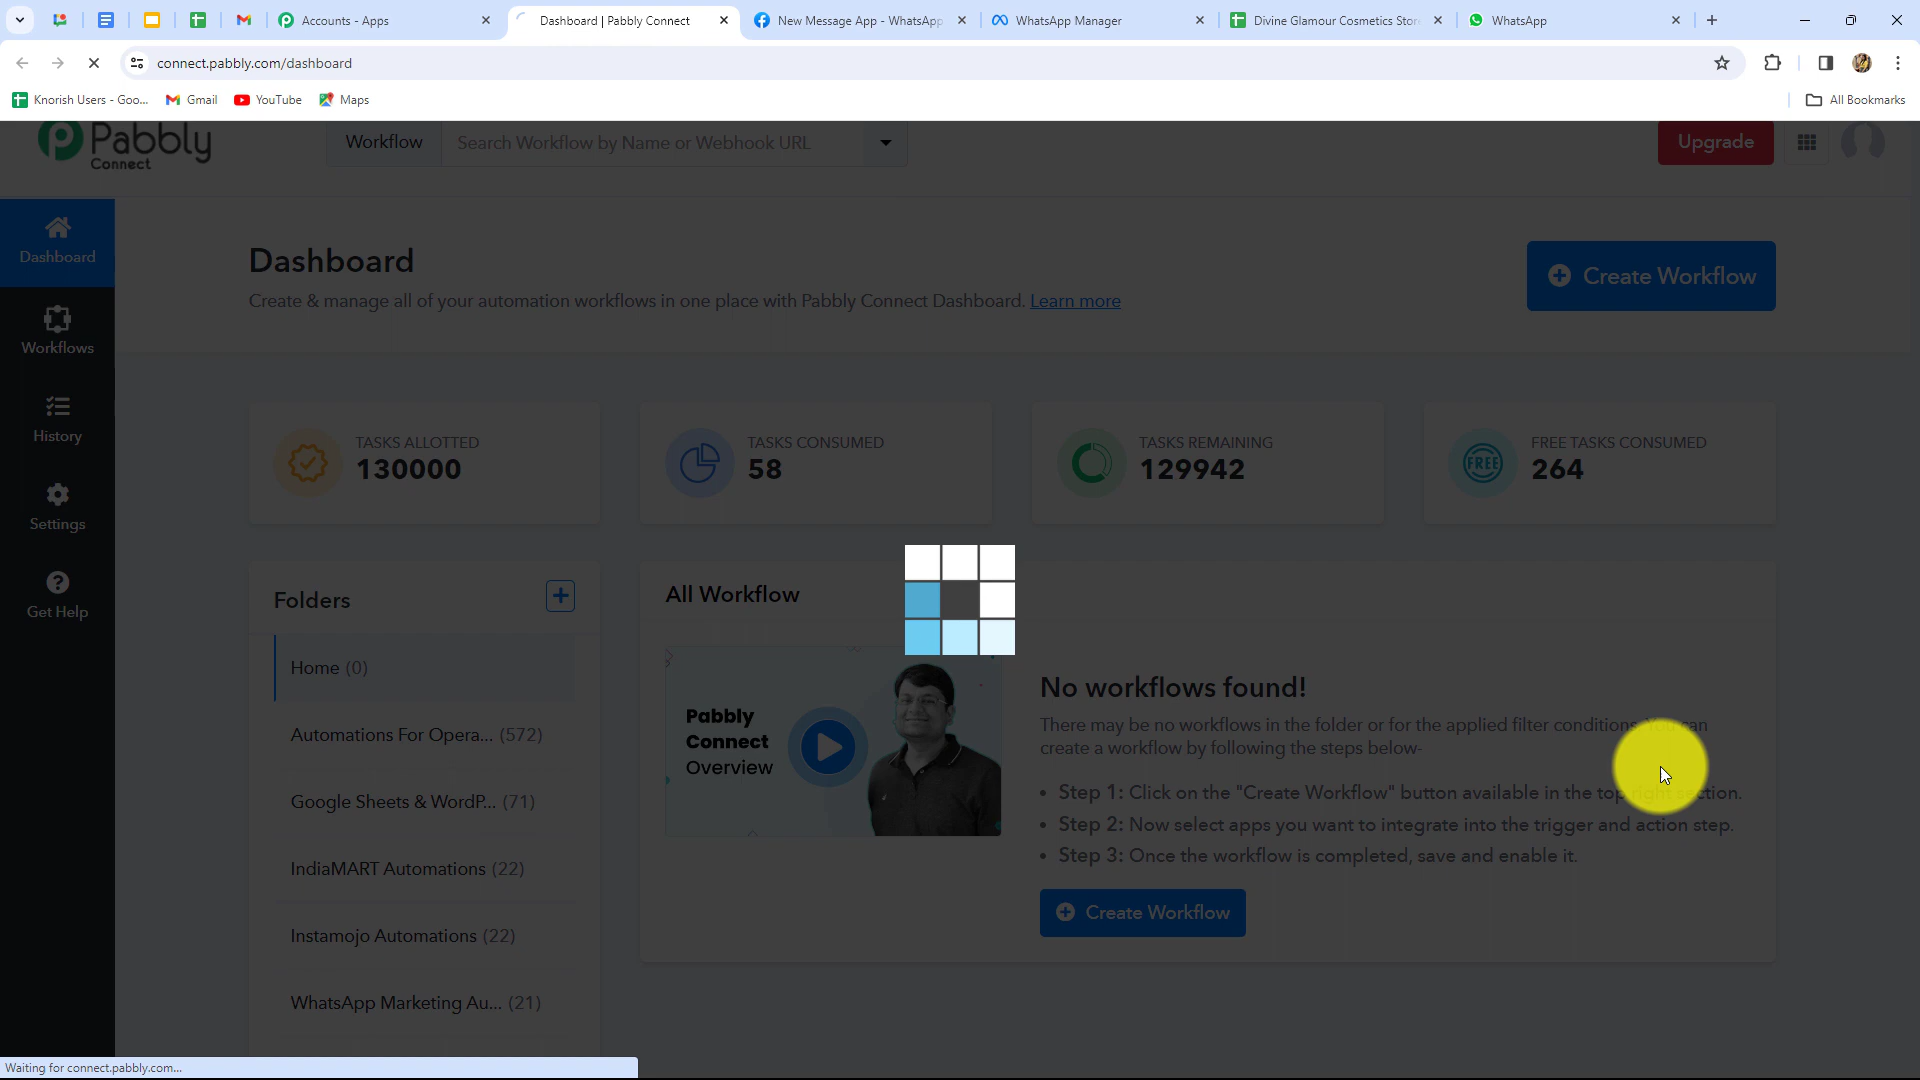 Accounts - Apps
Dashboard | Pabbly Connect
New Message App - WhatsApp
WhatsApp Manager
Divine Glamour Cosmetics Stor
WhatsApp
connect.pabbly.com/dashboard
Knorish Users - Goo...
Gmail
YouTube
Maps
All Bookmarks
Pabbly
Connect
Workflow
Search Workflow by Name or Webhook URL
Upgrade
Dashboard
Workflows
History
Settings
Get Help
Dashboard
Create & manage all of your automation workflows in one place with Pabbly Connect Dashboard. Learn more
Create Workflow
TASKS ALLOTTED
130000
TASKS CONSUMED
58
TASKS REMAINING
129942
FREE
FREE TASKS CONSUMED
264
Folders
Home (0)
Automations For Opera... (572)
Google Sheets & WordP... (71)
IndiaMART Automations (22)
Instamojo Automations (22)
WhatsApp Marketing Au... (21)
All Workflow
Pabbly
Connect
Overview
No workflows found!
There may be no workflows in the folder or for the applied filter conditions. You can
create a workflow by following the steps below-
• Step 1: Click on the "Create Workflow" button available in the top right section.
• Step 2: Now select apps you want to integrate into the trigger and action step.
• Step 3: Once the workflow is completed, save and enable it.
Create Workflow
Waiting for connect.pabbly.com...